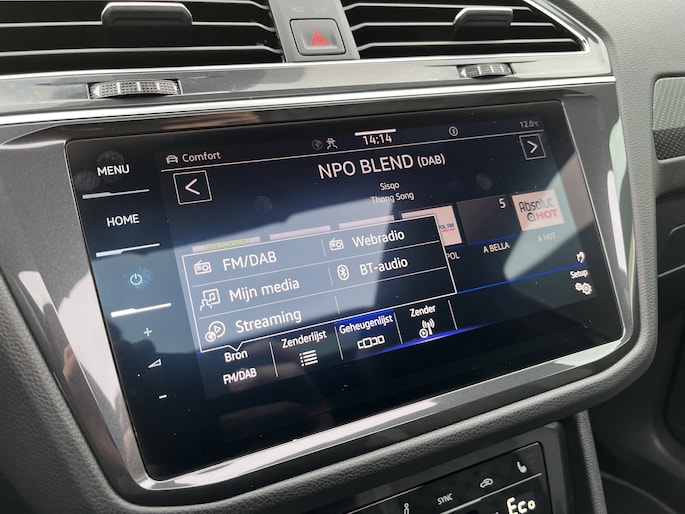 Comfort
14:14
12.0°C
MENU
NPO BLEND (DAB)
Sisqo
Thong Song
HOME
5
Absolut
HOT
FM/DAB
Webradio
POL
A BELLA
A HOT
Mijn media
BT-audio
Streaming
Setup
Bron
Zenderlijst
Geheugenlijst
Zender
FM/DAB
+
-
SYNC
Eco